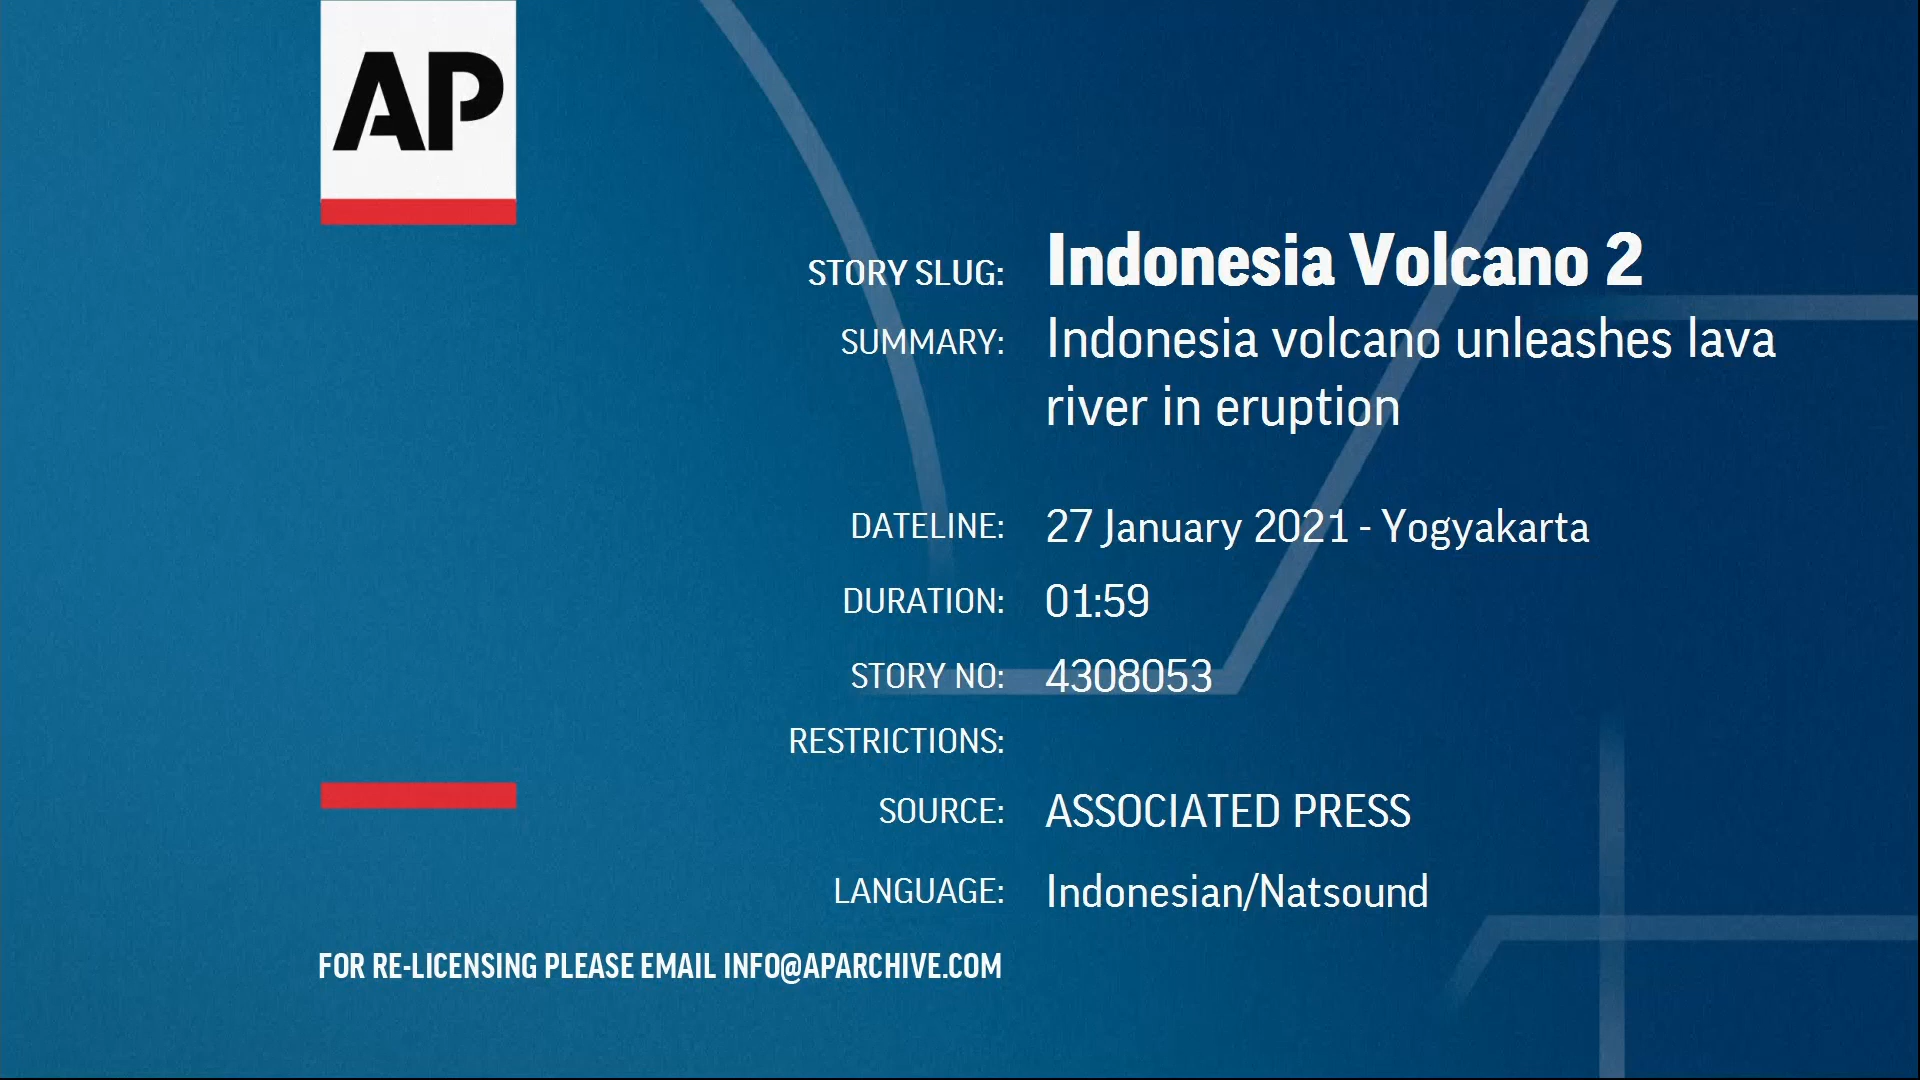 AP
STORY SLUG: Indonesia Volcano 2
SUMMARY: Indonesia volcano unleashes lava
river in eruption
DATELINE: 27 January 2021 - Yogyakarta
DURATION: 01:59
STORY NO: 4308053
RESTRICTIONS:
SOURCE: ASSOCIATED PRESS
LANGUAGE: Indonesian/Natsound
FOR RE-LICENSING PLEASE EMAIL INFO@APARCHIVE.COM